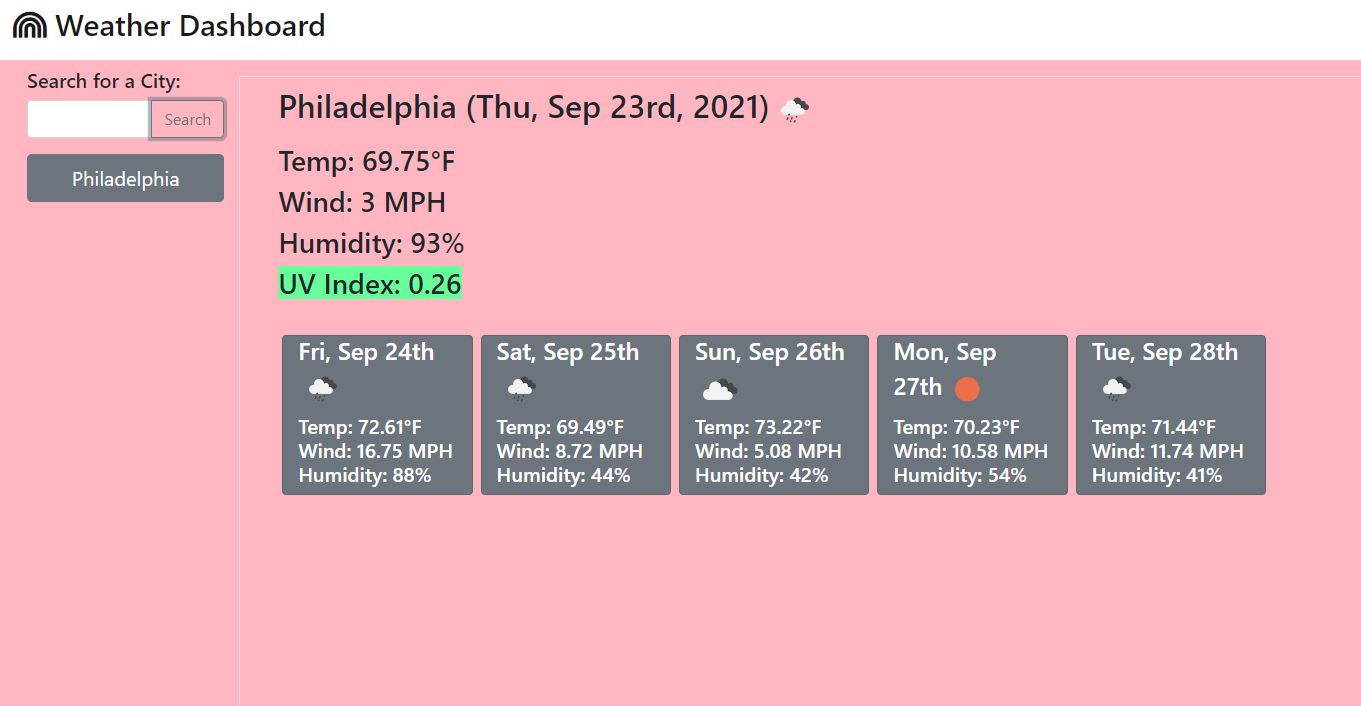 Weather Dashboard
Search for a City:
Search
Philadelphia
Philadelphia (Thu, Sep 23rd, 2021)
Temp: 69.75°F
Wind: 3 MPH
Humidity: 93%
UV Index: 0.26
Fri, Sep 24th
Temp: 72.61°F
Wind: 16.75 MPH
Humidity: 88%
Sat, Sep 25th
Temp: 69.49°F
Wind: 8.72 MPH
Humidity: 44%
Sun, Sep 26th
Temp: 73.22°F
Wind: 5.08 MPH
Humidity: 42%
Mon, Sep
27th
Temp: 70.23°F
Wind: 10.58 MPH
Humidity: 54%
Tue, Sep 28th
Temp: 71.44°F
Wind: 11.74 MPH
Humidity: 41%